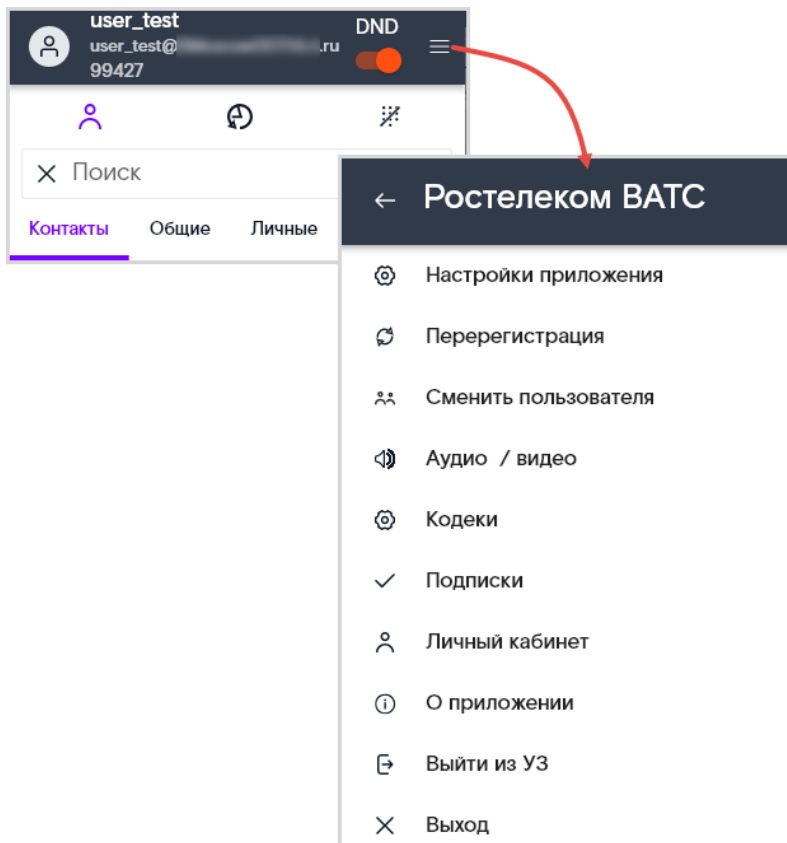 user_test
DND
user_test@ .ru
99427
Поиск
Контакты Общие Личные
Ростелеком ВАТС
Настройки приложения
Перерегистрация
Сменить пользователя
Аудио / видео
Кодеки
Подписки
Личный кабинет
О приложении
Выйти из УЗ
Выход